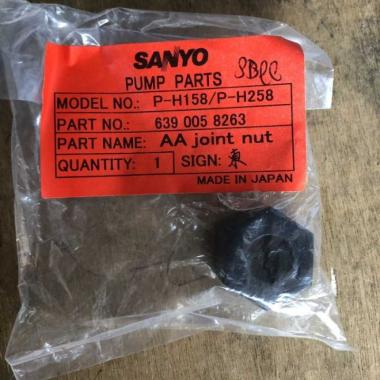 SANYO
PUMP PARTS
MODEL NO.: P-H158/P-H258
PART NO.: 639 005 8263
PART NAME: AA joint nut
QUANTITY: 1 SIGN: 東
MADE IN JAPAN